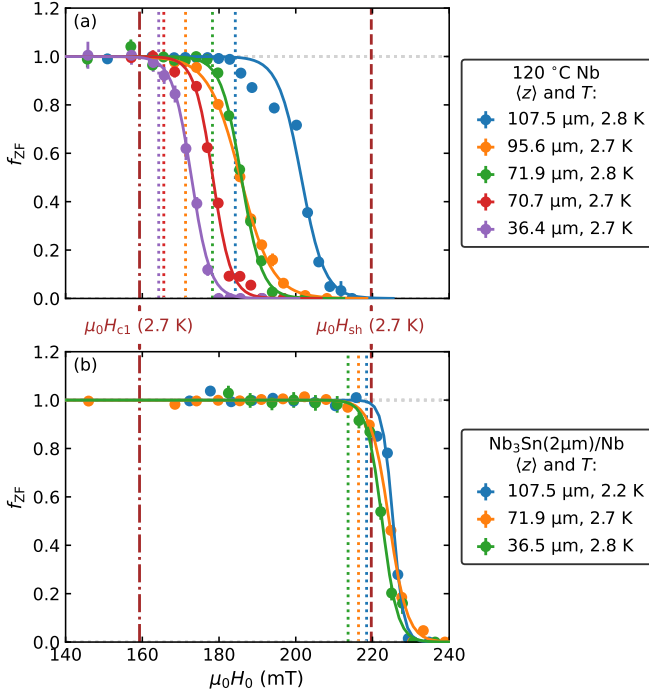 (a)
1.2
1.0
0.8
0.6
0.4
0.2
0.0
f_ZF
120 °C Nb
⟨z⟩ and T:
107.5 μm, 2.8 K
95.6 μm, 2.7 K
71.9 μm, 2.8 K
70.7 μm, 2.7 K
36.4 μm, 2.7 K
μ₀H_c1 (2.7 K)
μ₀H_sh (2.7 K)
(b)
1.2
1.0
0.8
0.6
0.4
0.2
0.0
f_ZF
Nb₃Sn(2μm)/Nb
⟨z⟩ and T:
107.5 μm, 2.2 K
71.9 μm, 2.7 K
36.5 μm, 2.8 K
140 160 180 200 220 240
μ₀H₀ (mT)